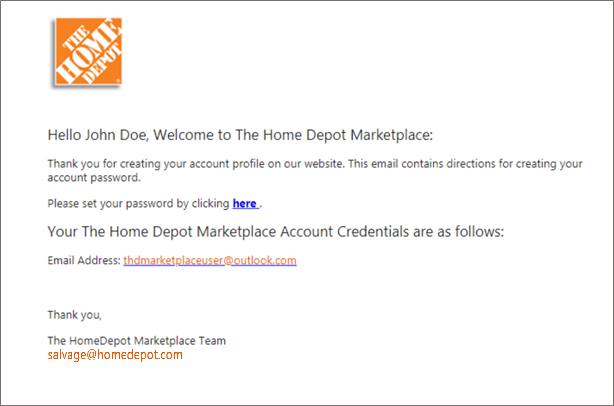 THE
HOME
DEPOT
Hello John Doe, Welcome to The Home Depot Marketplace:
Thank you for creating your account profile on our website. This email contains directions for creating your
account password.
Please set your password by clicking here .
Your The Home Depot Marketplace Account Credentials are as follows:
Email Address: thdmarketplaceuser@outlook.com
Thank you,
The HomeDepot Marketplace Team
salvage@homedepot.com